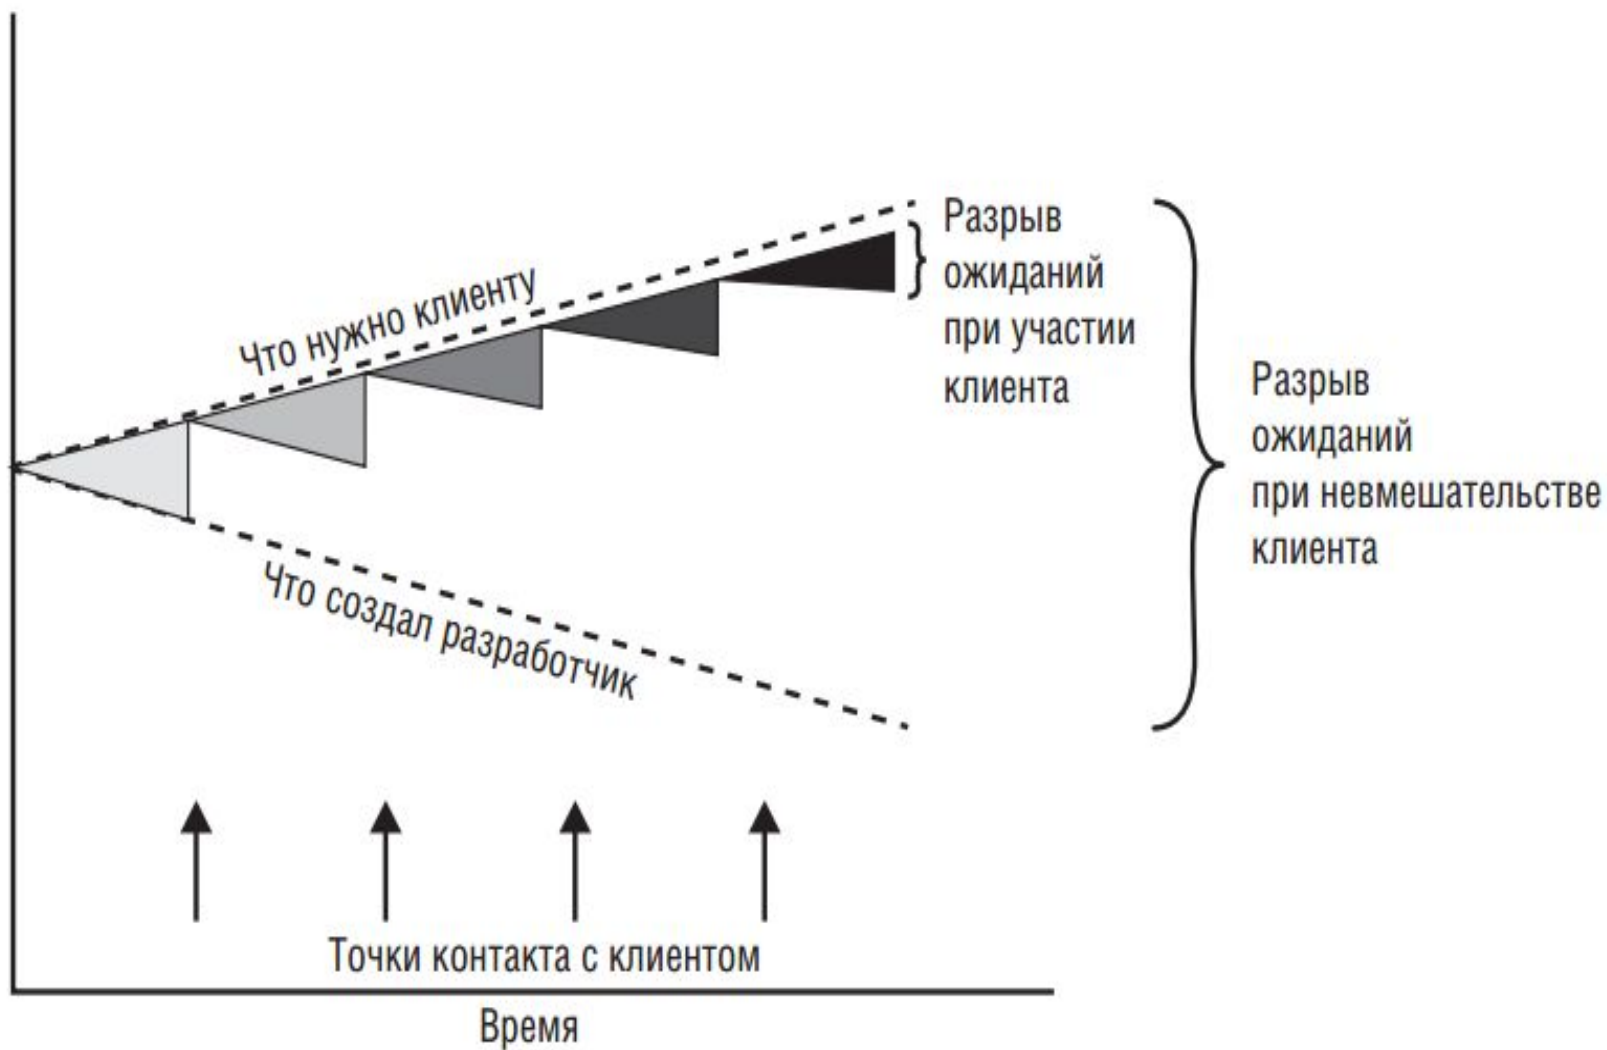 Что нужно клиенту
Разрыв
ожиданий
при участии
клиента
Разрыв
ожиданий
при невмешательстве
клиента
Что создал разработчик
Точки контакта с клиентом
Время